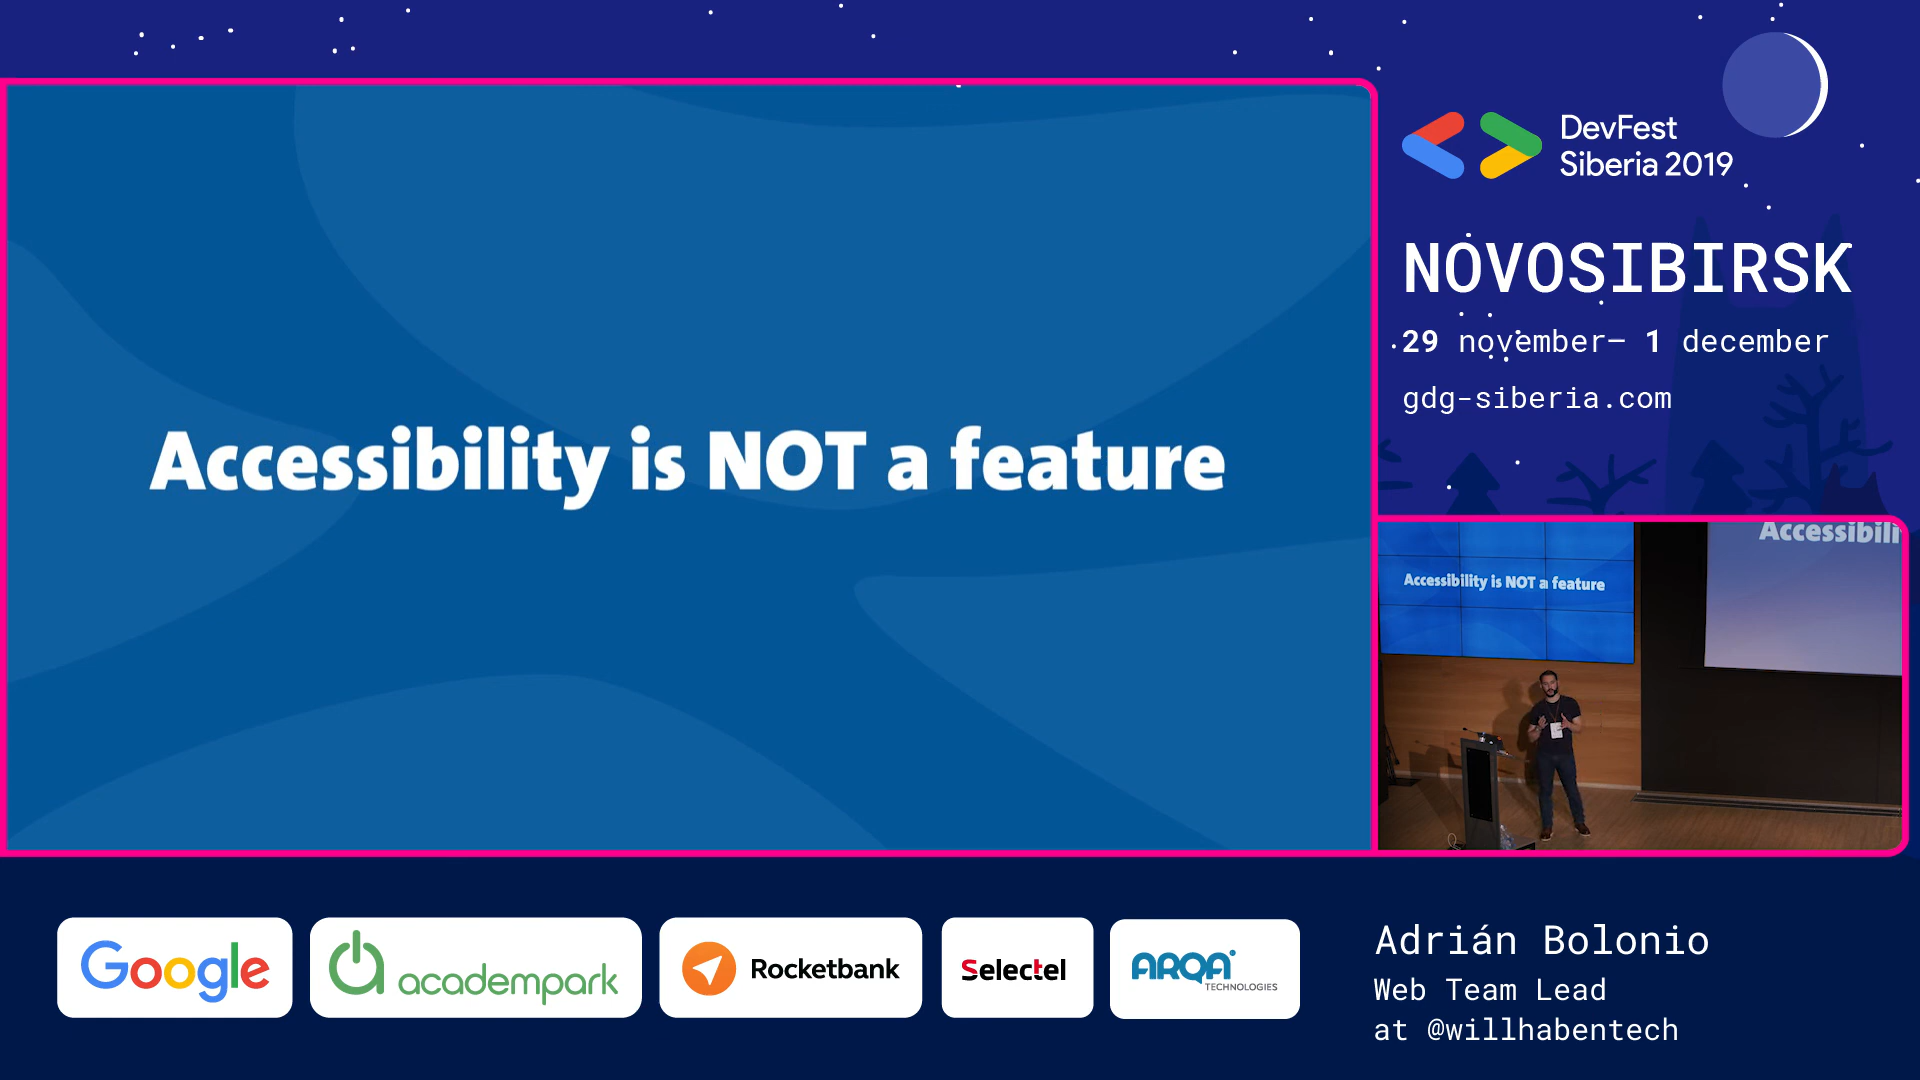 Accessibility is NOT a feature
DevFest
Siberia 2019
NOVOSIBIRSK
29 november– 1 december
gdg-siberia.com
Accessibili
Accessibility is NOT a feature
Google
academpark
Rocketbank
Selectel
ARQA
TECHNOLOGIES
Adrián Bolonio
Web Team Lead
at @willhabentech